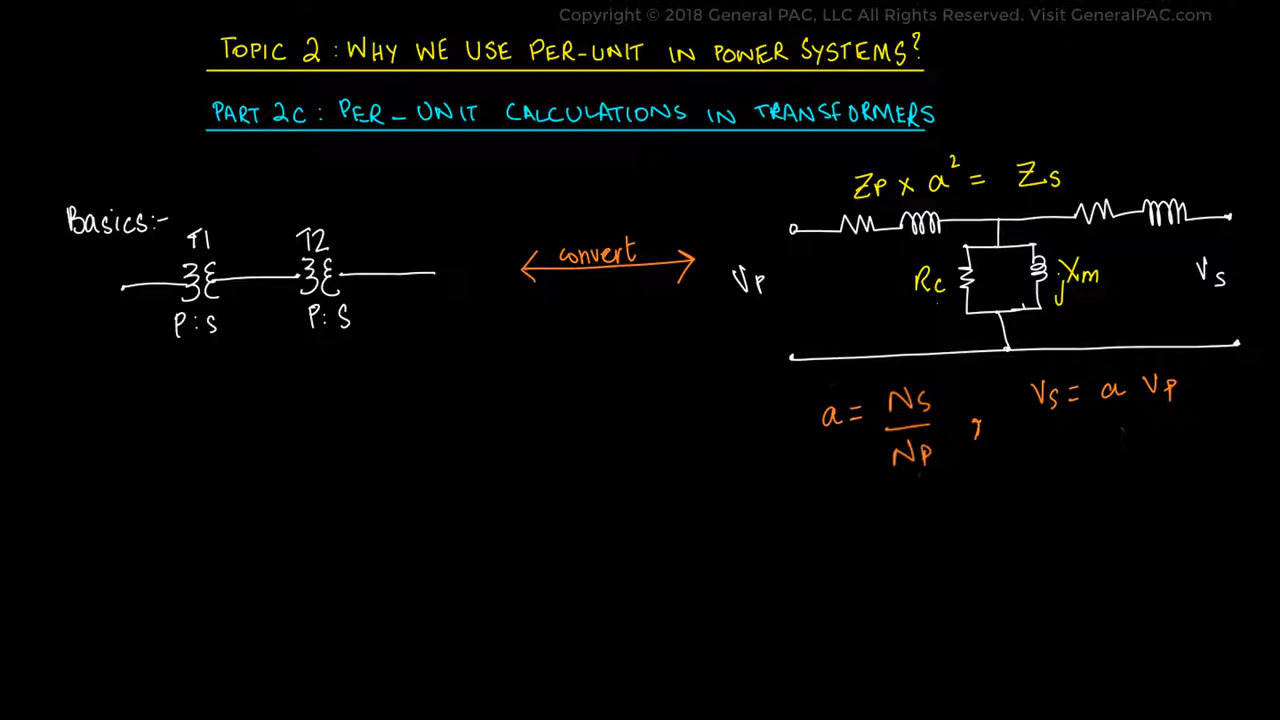 Copyright © 2018 General PAC, LLC All Rights Reserved. Visit GeneralPAC.com
TOPIC 2 : WHY WE USE PER-UNIT IN POWER SYSTEMS?
PART 2C : PER-UNIT CALCULATIONS IN TRANSFORMERS
Basics:-
T1 T2
P : S P : S
convert
Zp x a² = Zs
Vp Rc jXm Vs
a = Ns/Np , Vs = a Vp